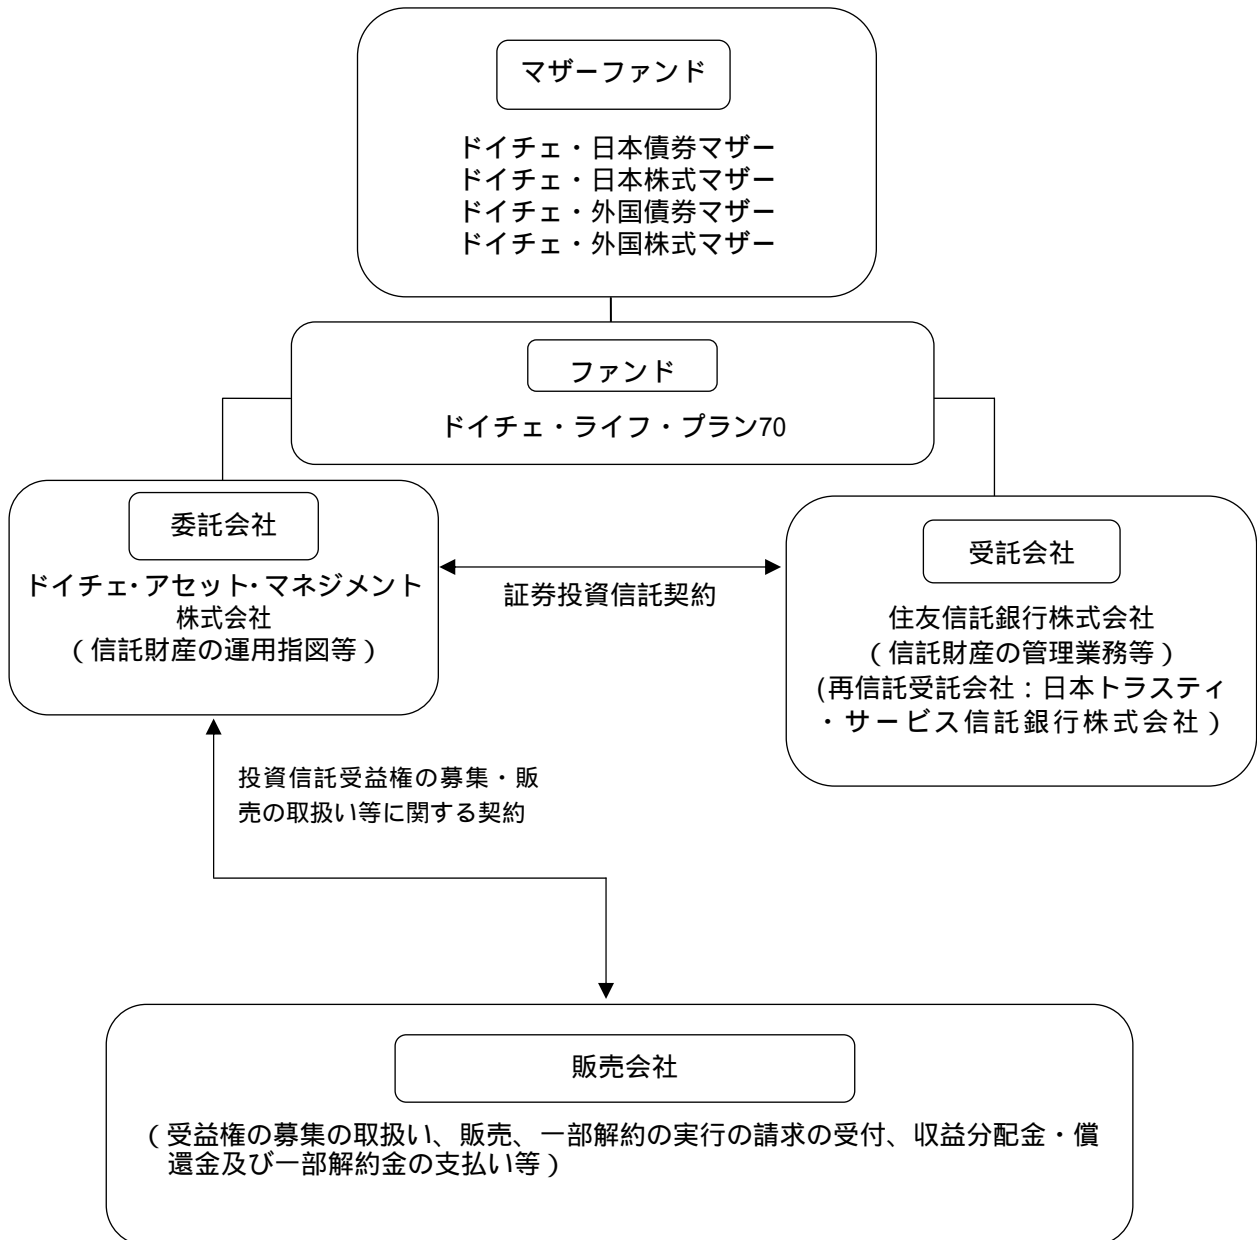 マザーファンド
ドイチェ・日本債券マザー
ドイチェ・日本株式マザー
ドイチェ・外国債券マザー
ドイチェ・外国株式マザー
ファンド
ドイチェ・ライフ・プラン70
委託会社
ドイチェ・アセット・マネジメント
株式会社
（信託財産の運用指図等）
証券投資信託契約
受託会社
住友信託銀行株式会社
（信託財産の管理業務等）
(再信託受託会社：日本トラスティ
・サービス信託銀行株式会社）
投資信託受益権の募集・販
売の取扱い等に関する契約
販売会社
（受益権の募集の取扱い、販売、一部解約の実行の請求の受付、収益分配金・償
還金及び一部解約金の支払い等）